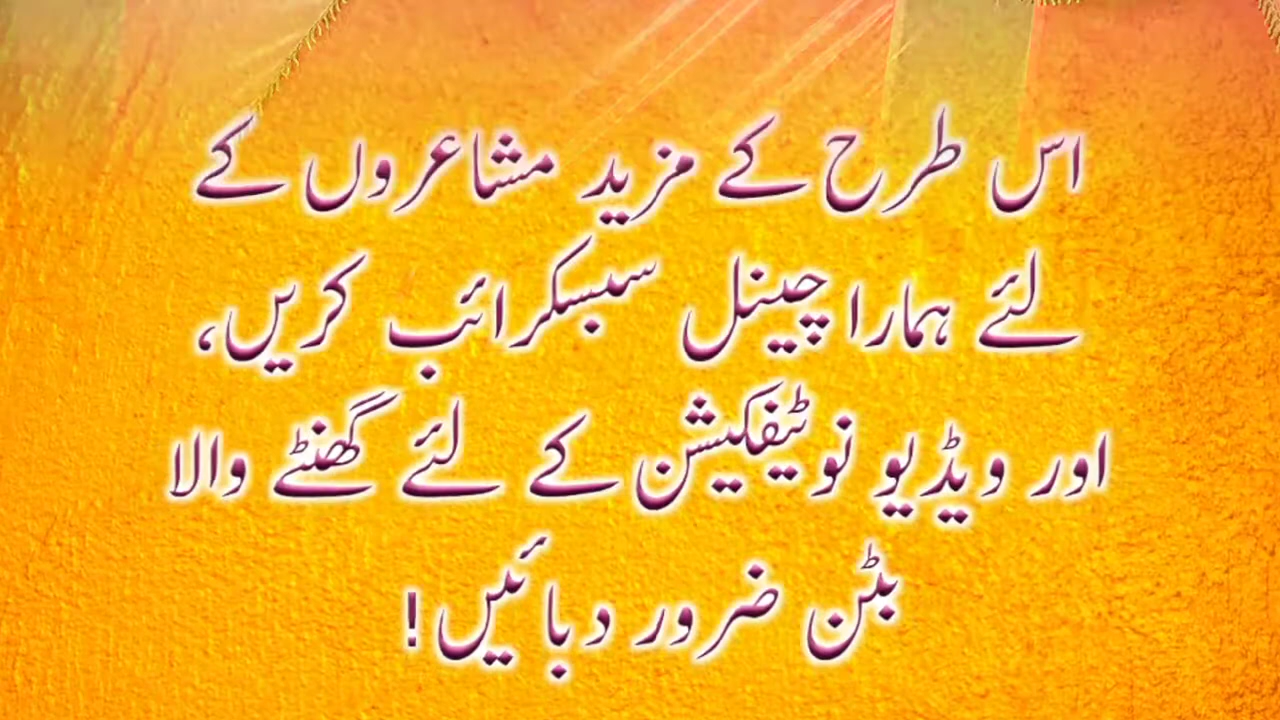 اس طرح کے مزید مشاعروں کے
لئے ہمارا چینل سبسکرائب کریں،
اور ویڈیو نوٹیفکیشن کے لئے گھنٹے والا
بٹن ضرور دبائیں!